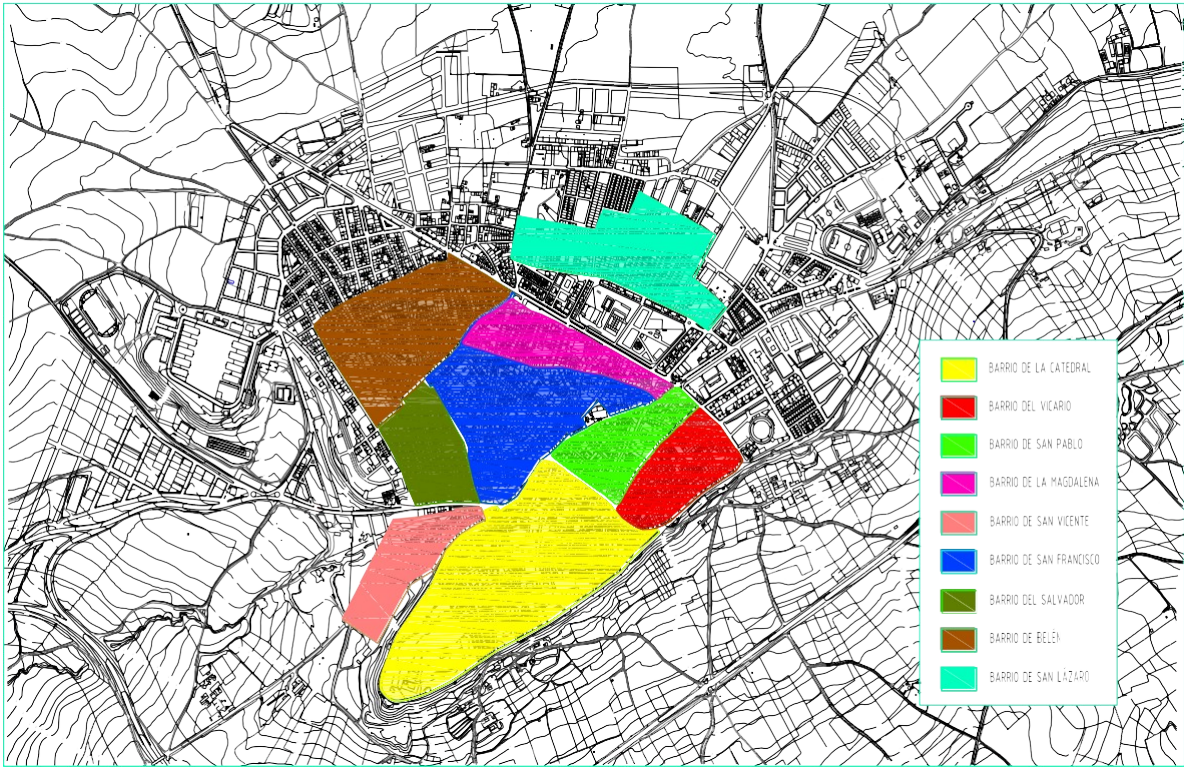 BARRIO DE LA CATEDRAL
BARRIO DEL VICARIO
BARRIO DE SAN PABLO
BARRIO DE LA MAGDALENA
BARRIO DE SAN VICENTE
BARRIO DE SAN FRANCISCO
BARRIO DEL SALVADOR
BARRIO DE BELÉN
BARRIO DE SAN LÁZARO